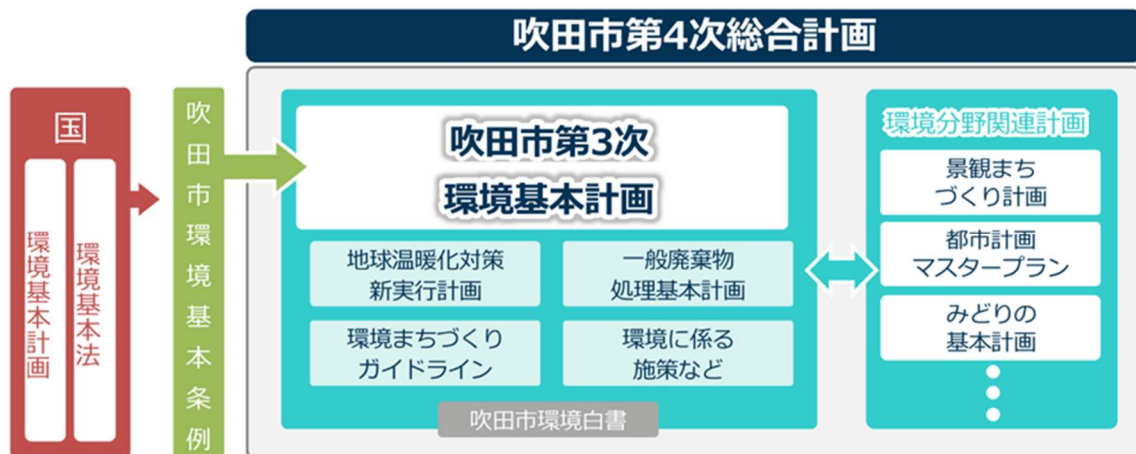 吹田市第4次総合計画
国
環境基本法
環境基本計画
吹田市環境基本条例
吹田市第3次
環境基本計画
地球温暖化対策
新実行計画
一般廃棄物
処理基本計画
環境まちづくり
ガイドライン
環境に係る
施策など
吹田市環境白書
環境分野関連計画
景観まち
づくり計画
都市計画
マスタープラン
みどりの
基本計画